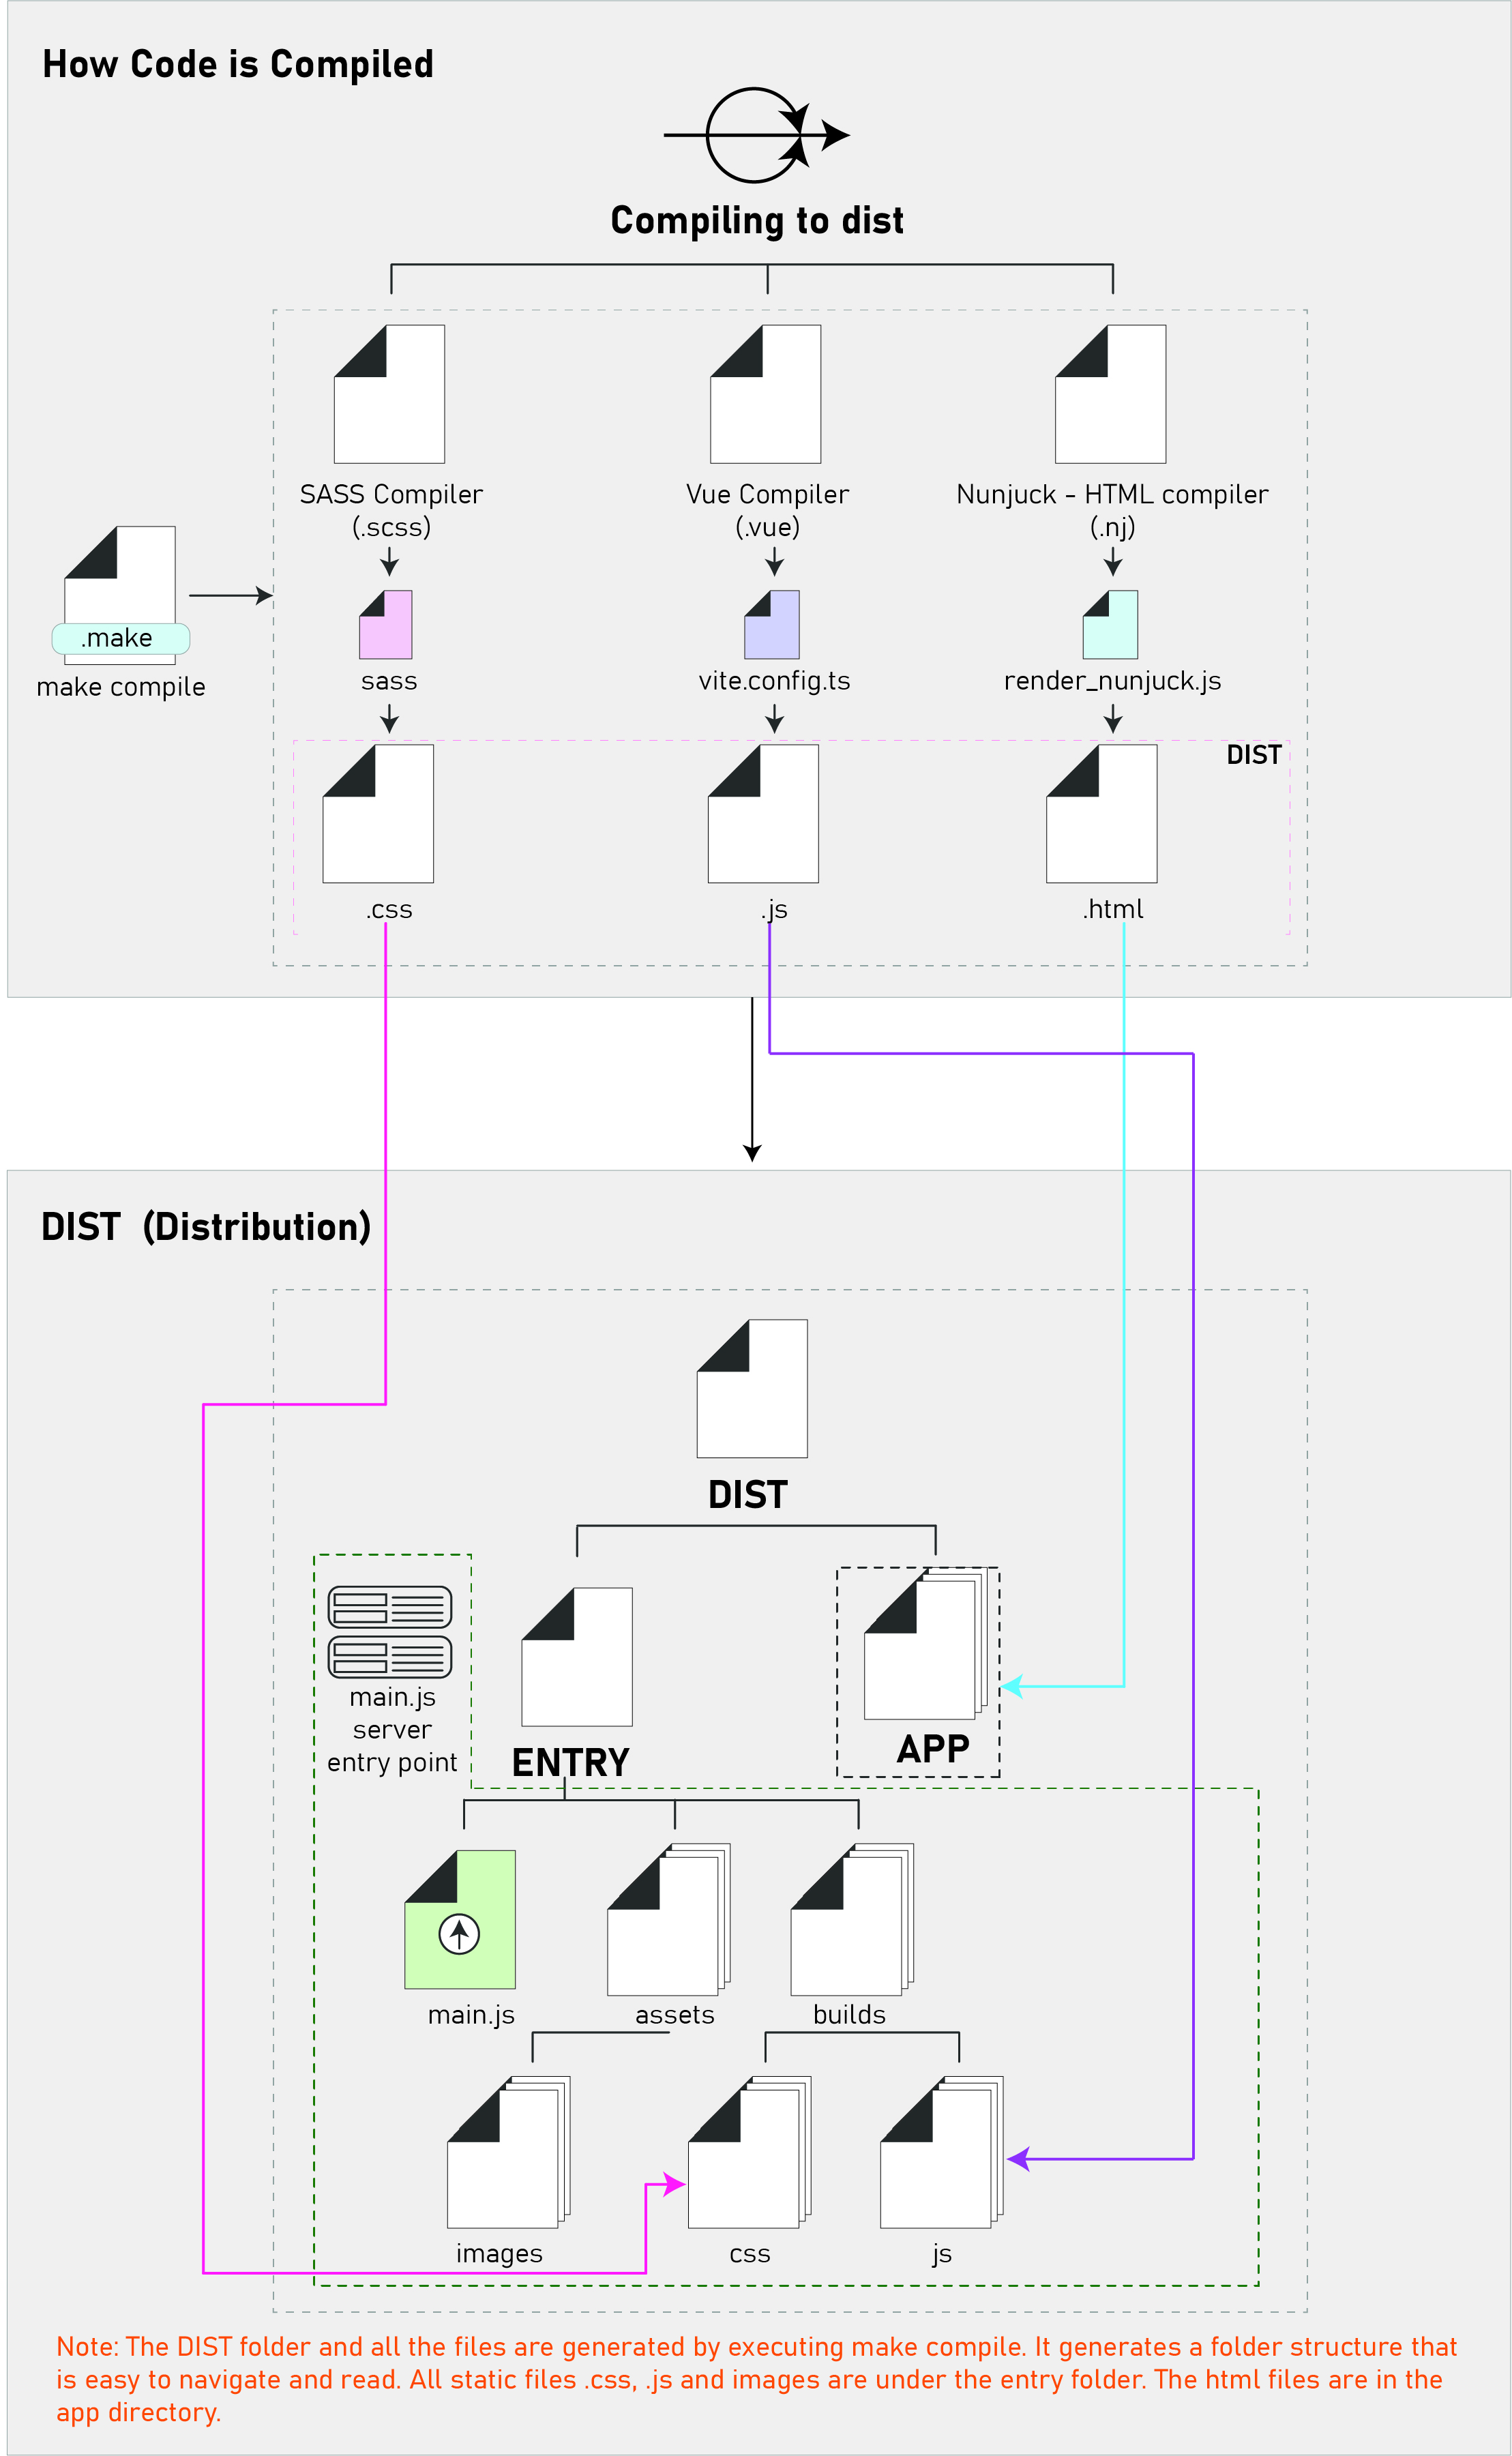 How Code is Compiled
Compiling to dist
SASS Compiler
(.scss)
Vue Compiler
(.vue)
Nunjuck - HTML compiler
(.nj)
.make
make compile
sass
vite.config.ts
render_nunjuck.js
DIST
.css
.js
.html
DIST (Distribution)
DIST
main.js
server
entry point
ENTRY
APP
main.js
assets
builds
images
css
js
Note: The DIST folder and all the files are generated by executing make compile. It generates a folder structure that
is easy to navigate and read. All static files .css, .js and images are under the entry folder. The html files are in the
app directory.